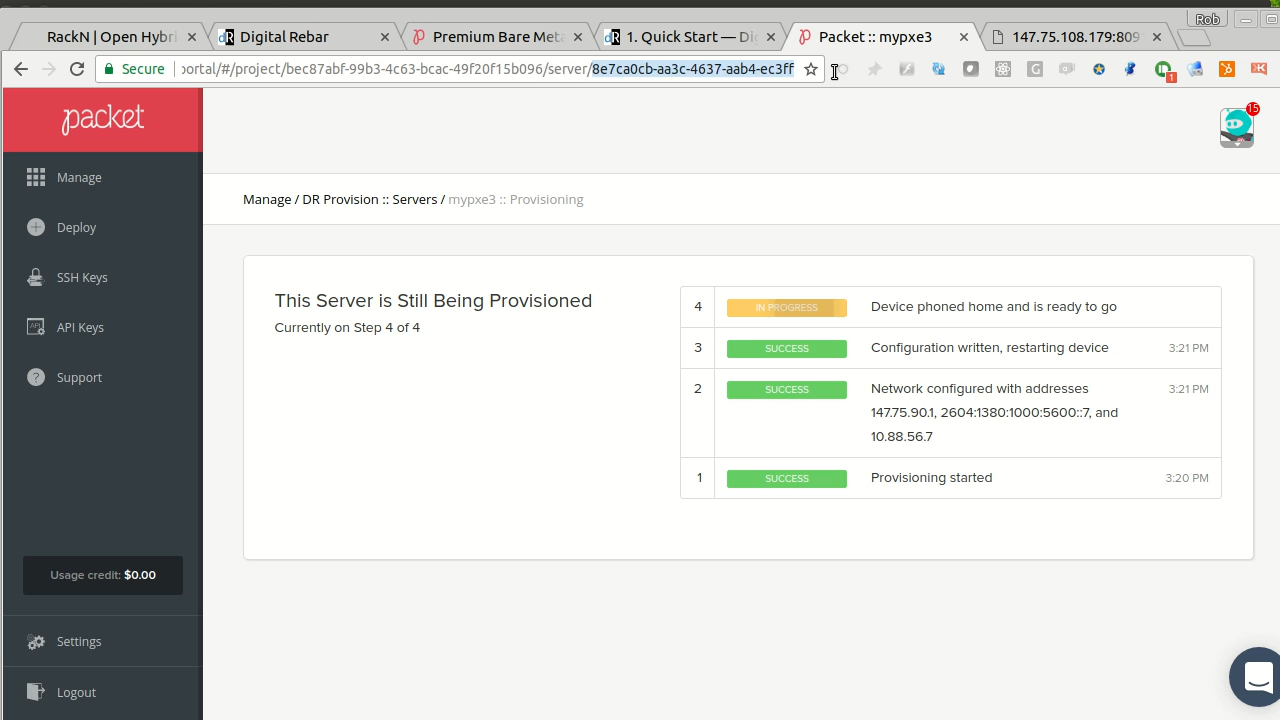 Rob
RackN | Open Hybri
Digital Rebar
Premium Bare Meta
1. Quick Start — Di
Packet :: mypxe3
147.75.108.179:809
Secure
portal/#/project/bec87abf-99b3-4c63-bcac-49f20f15b096/server/8e7ca0cb-aa3c-4637-aab4-ec3ff
1
packet
15
Manage
Deploy
SSH Keys
API
API Keys
Support
Usage credit: $0.00
Settings
Logout
Manage / DR Provision :: Servers / mypxe3 :: Provisioning
This Server is Still Being Provisioned
Currently on Step 4 of 4
4 IN PROGRESS Device phoned home and is ready to go
3 SUCCESS Configuration written, restarting device 3:21 PM
2 SUCCESS Network configured with addresses 3:21 PM
147.75.90.1, 2604:1380:1000:5600::7, and
10.88.56.7
1 SUCCESS Provisioning started 3:20 PM